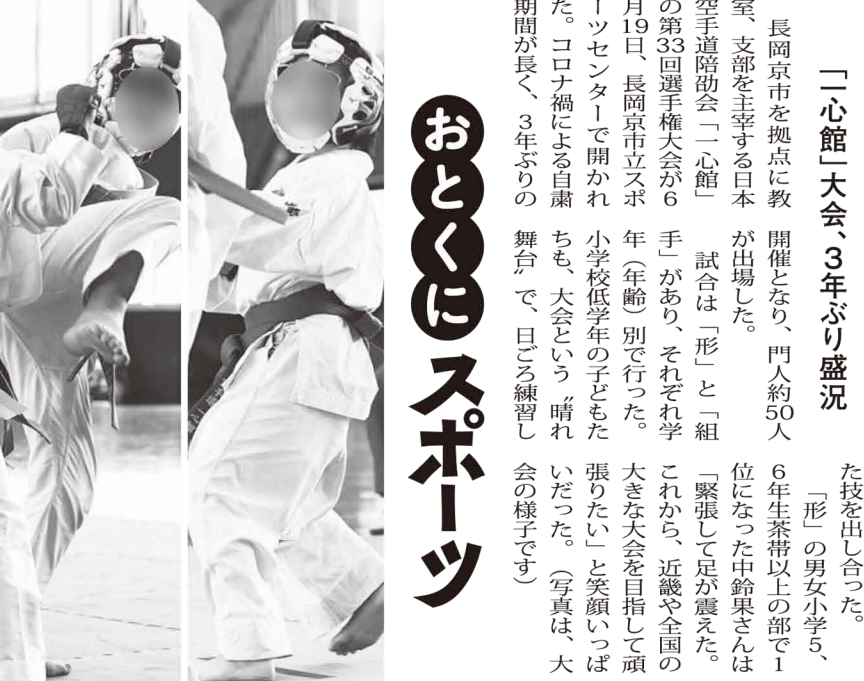 「一心館」大会、３年ぶり盛況
長岡京市を拠点に教
室、支部を主宰する日本
空手道陪劭会「一心館」
の第33回選手権大会が６
月19日、長岡京市立スポ
ーツセンターで開かれ
た。コロナ禍による自粛
期間が長く、３年ぶりの
開催となり、門人約50人
が出場した。
試合は「形」と「組
手」があり、それぞれ学
年（年齢）別で行った。
小学校低学年の子どもた
ちも、大会という〝晴れ
舞台〟で、日ごろ練習し
た技を出し合った。
「形」の男女小学５、
６年生茶帯以上の部で１
位になった中鈴果さんは
「緊張して足が震えた。
これから、近畿や全国の
大きな大会を目指して頑
張りたい」と笑顔いっぱ
いだった。（写真は、大
会の様子です）
おとくに スポーツ